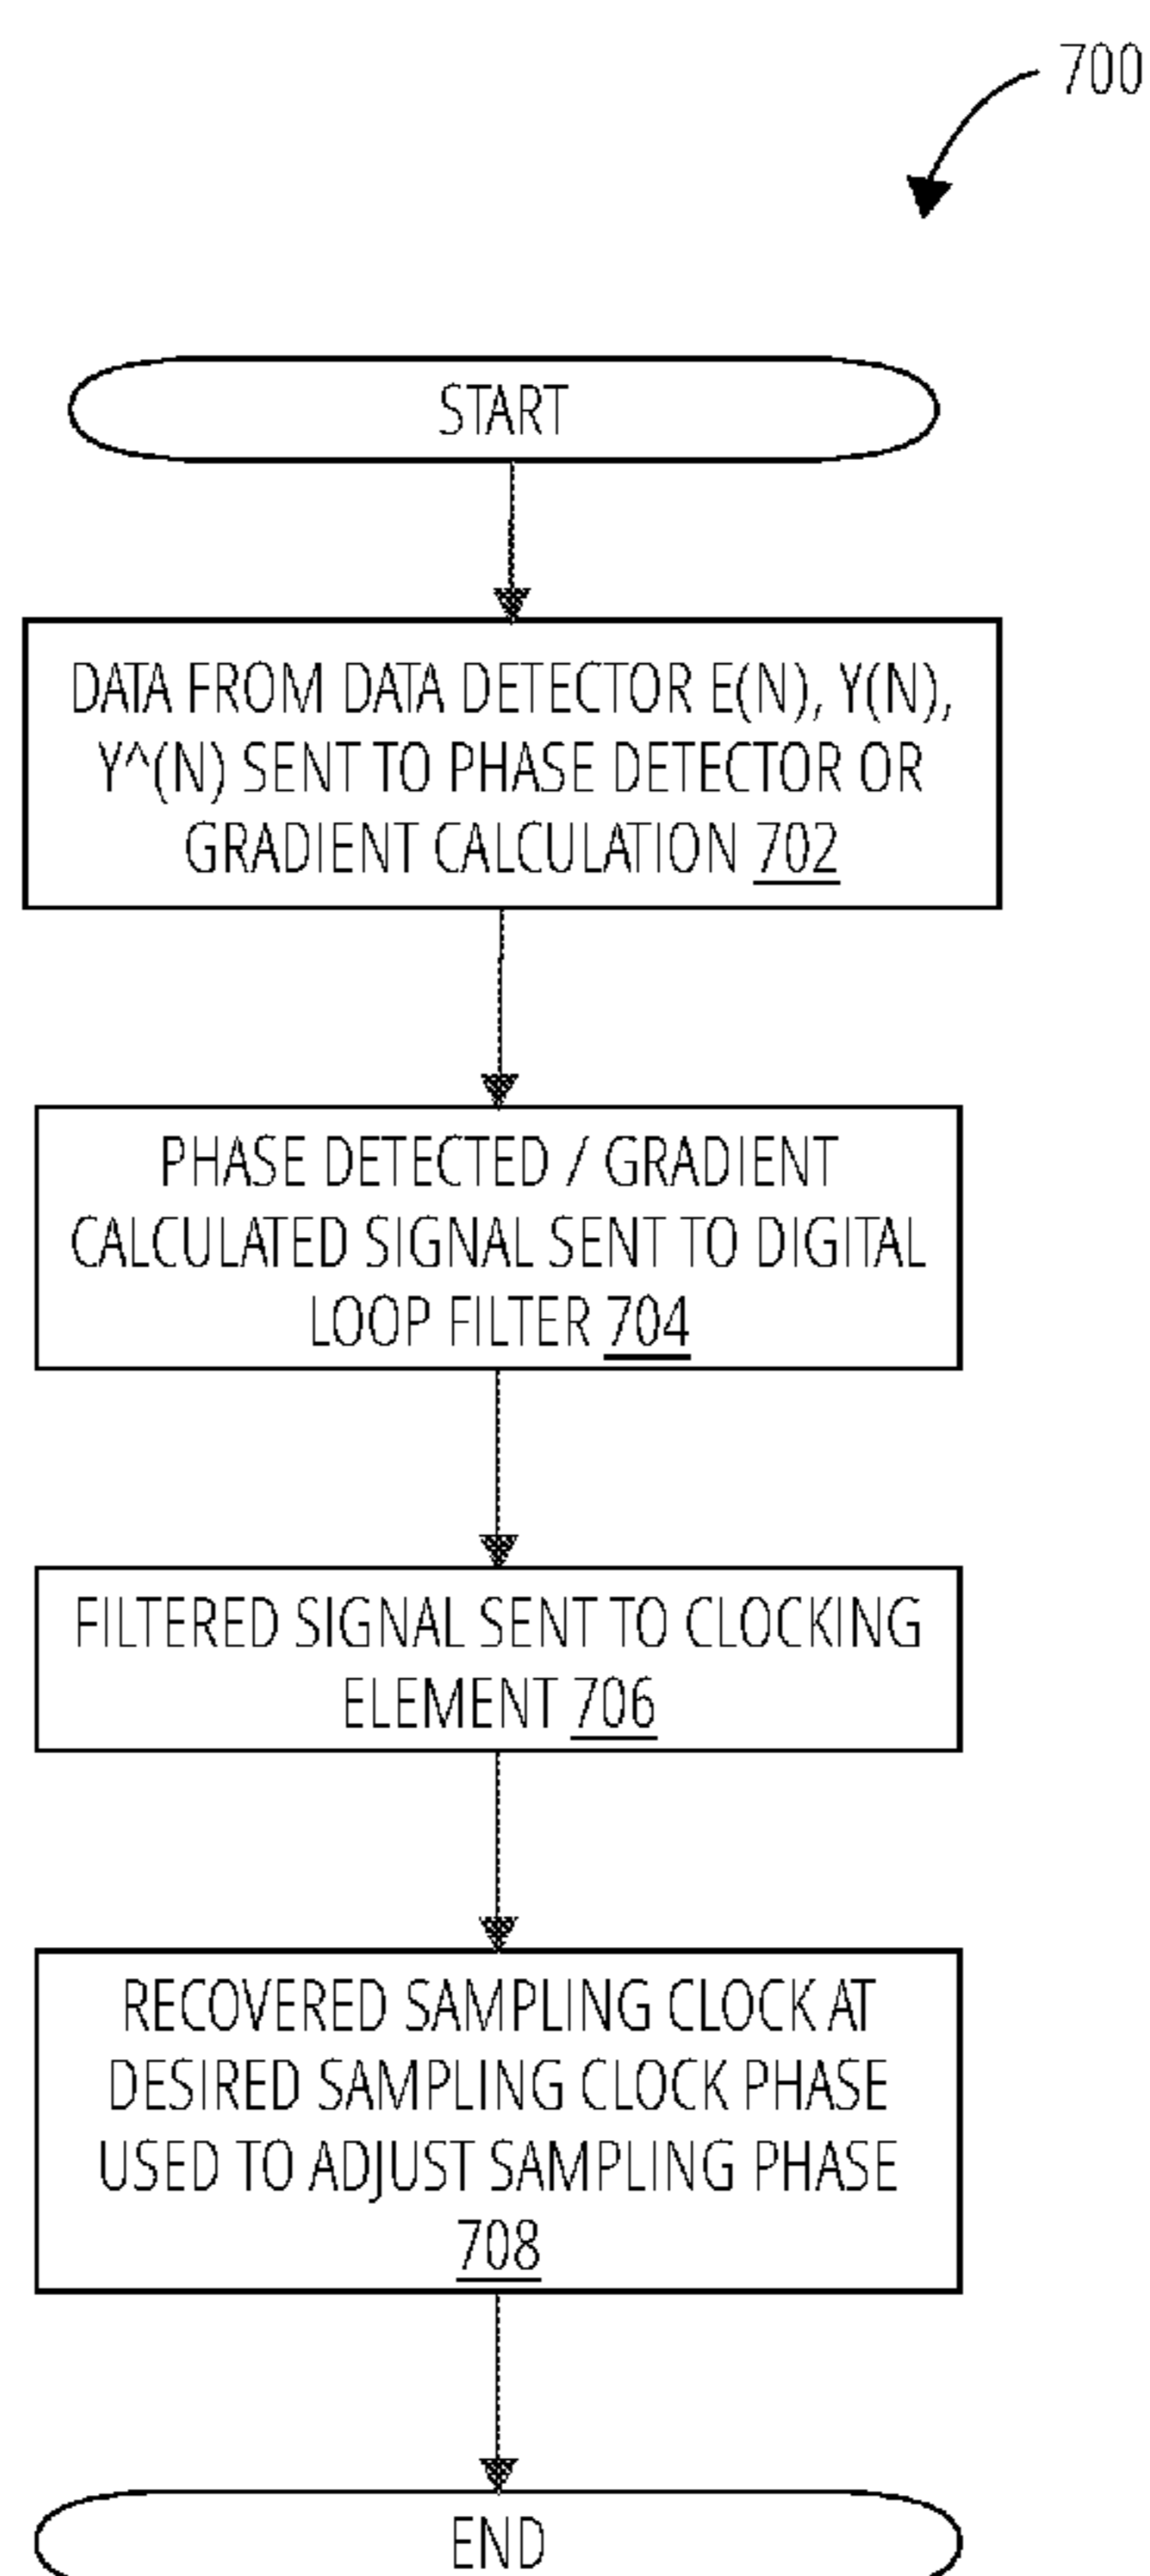 700
START
DATA FROM DATA DETECTOR E(N), Y(N),
Y^(N) SENT TO PHASE DETECTOR OR
GRADIENT CALCULATION 702
PHASE DETECTED / GRADIENT
CALCULATED SIGNAL SENT TO DIGITAL
LOOP FILTER 704
FILTERED SIGNAL SENT TO CLOCKING
ELEMENT 706
RECOVERED SAMPLING CLOCK AT
DESIRED SAMPLING CLOCK PHASE
USED TO ADJUST SAMPLING PHASE
708
END